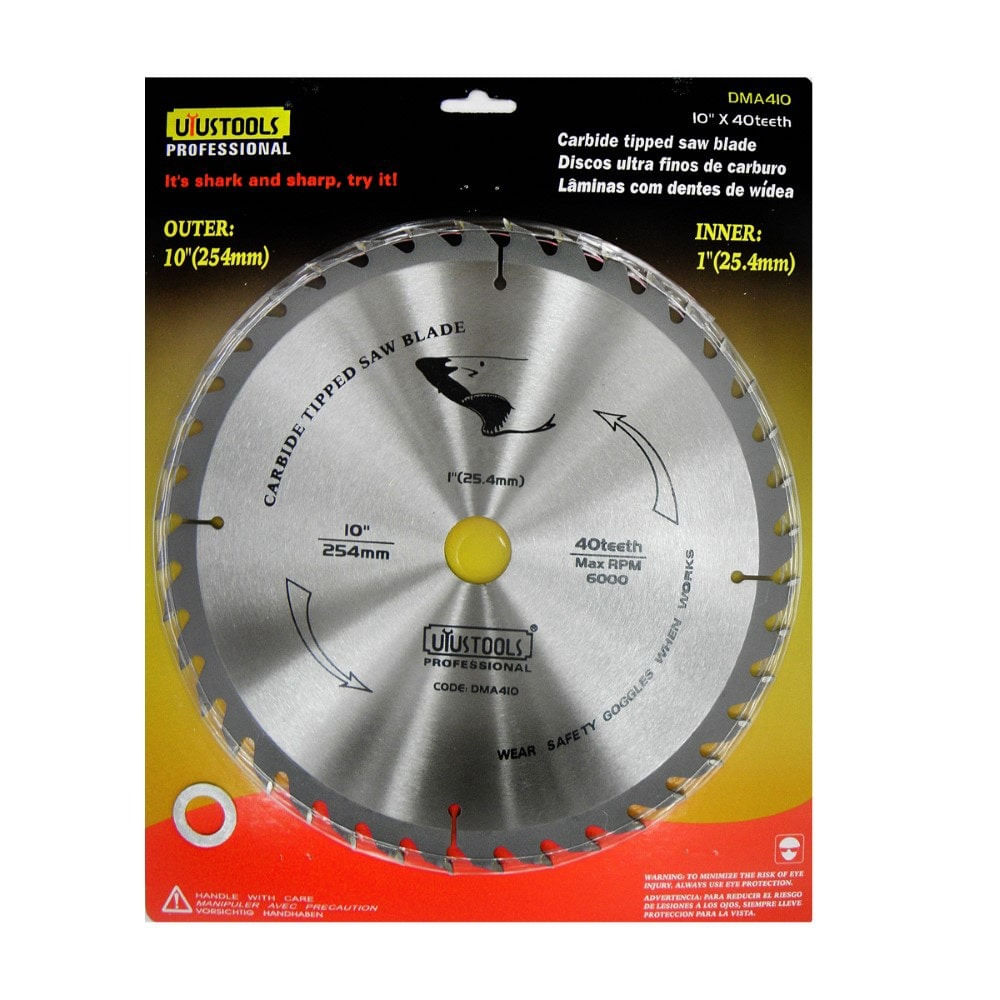 DMA410
10" X 40teeth
UYUSTOOLS
PROFESSIONAL
It's shark and sharp, try it!
Carbide tipped saw blade
Discos ultra finos de carburo
Lâminas com dentes de wídea
OUTER:
10"(254mm)
INNER:
1"(25.4mm)
CARBIDE TIPPED SAW BLADE
1"(25.4mm)
10"
254mm
40teeth
Max RPM
6000
UYUSTOOLS®
PROFESSIONAL
CODE: DMA410
WEAR SAFETY GOGGLES WHEN WORKS
HANDLE WITH CARE
MANIPULER AVEC PRECAUTION
VORSICHTIG HANDHABEN
WARNING: TO MINIMIZE THE RISK OF EYE
INJURY, ALWAYS USE EYE PROTECTION.
ADVERTENCIA: PARA REDUCIR EL RIESGO
DE LESIONES A LOS OJOS, SIEMPRE LLEVE
PROTECCION PARA LA VISTA.